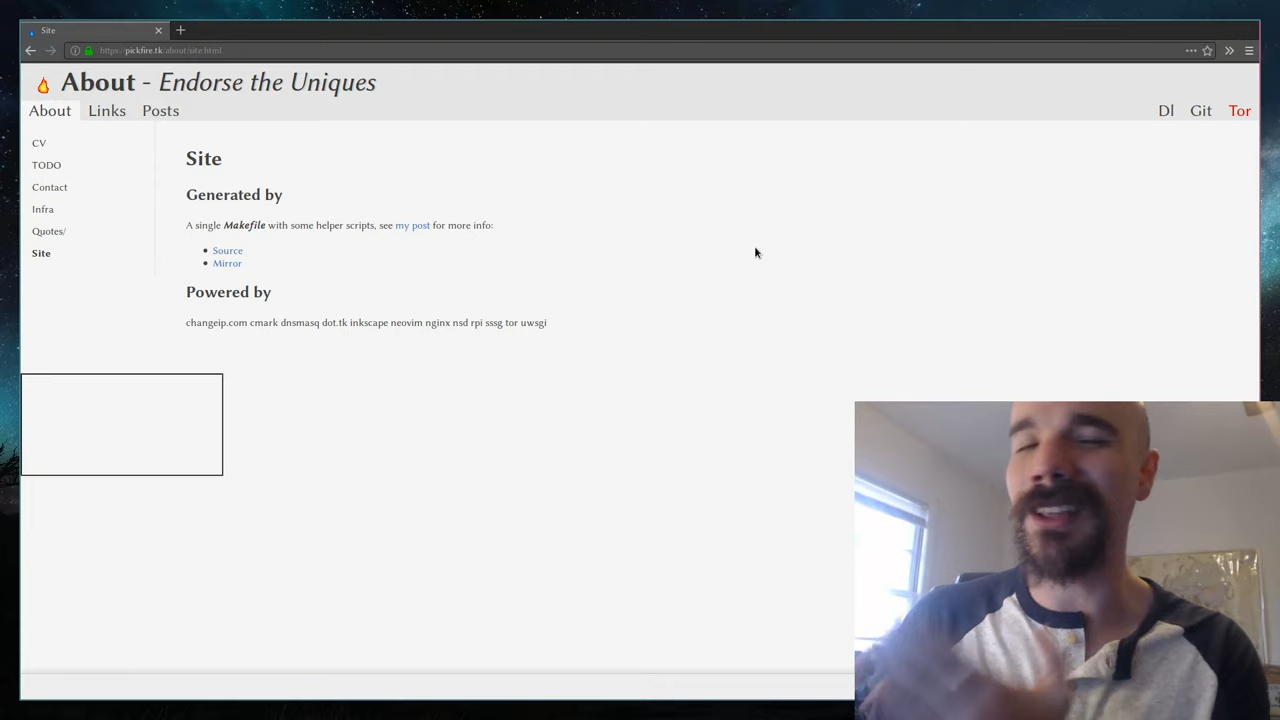 Site
https://pickfire.tk/about/site.html
About - Endorse the Uniques
About Links Posts Dl Git Tor
CV
TODO
Contact
Infra
Quotes/
Site
Site
Generated by
A single Makefile with some helper scripts, see my post for more info:
• Source
• Mirror
Powered by
changeip.com cmark dnsmasq dot.tk inkscape neovim nginx nsd rpi sssg tor uwsgi